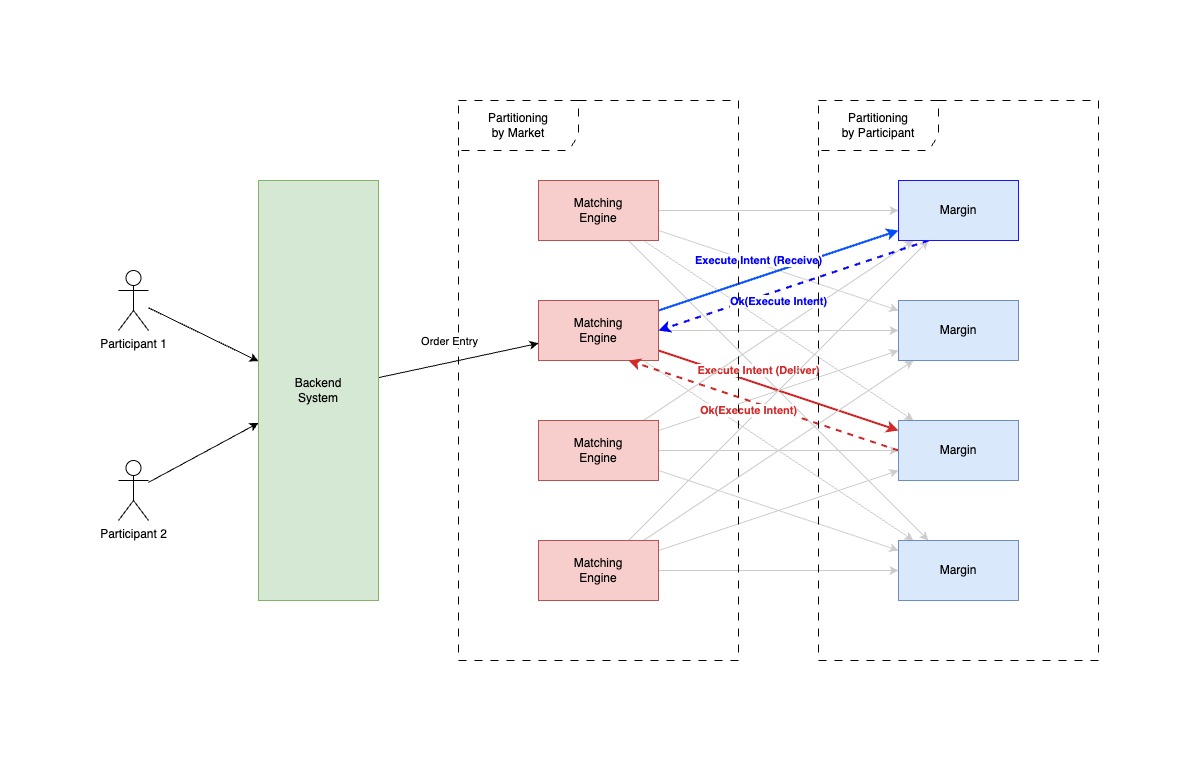 Partitioning
by Market
Partitioning
by Participant
Matching
Engine
Margin
Execute Intent (Receive)
Ok(Execute Intent)
Matching
Engine
Margin
Participant 1
Order Entry
Backend
System
Execute Intent (Deliver)
Ok(Execute Intent)
Matching
Engine
Margin
Participant 2
Matching
Engine
Margin